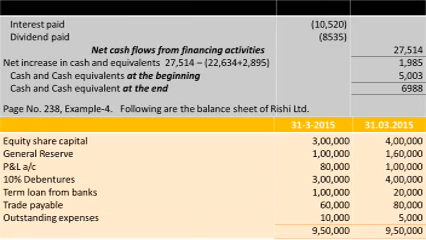 Interest paid (10,520)
Dividend paid (8535)
Net cash flows from financing activities 27,514
Net increase in cash and equivalents 27,514 – (22,634+2,895) 1,985
Cash and Cash equivalents at the beginning 5,003
Cash and Cash equivalent at the end 6988
Page No. 238, Example-4. Following are the balance sheet of Rishi Ltd.
31-3-2015 31.03.2015
Equity share capital 3,00,000 4,00,000
General Reserve 1,00,000 1,60,000
P&L a/c 80,000 1,00,000
10% Debentures 3,00,000 4,00,000
Term loan from banks 1,00,000 20,000
Trade payable 60,000 80,000
Outstanding expenses 10,000 5,000
9,50,000 9,50,000